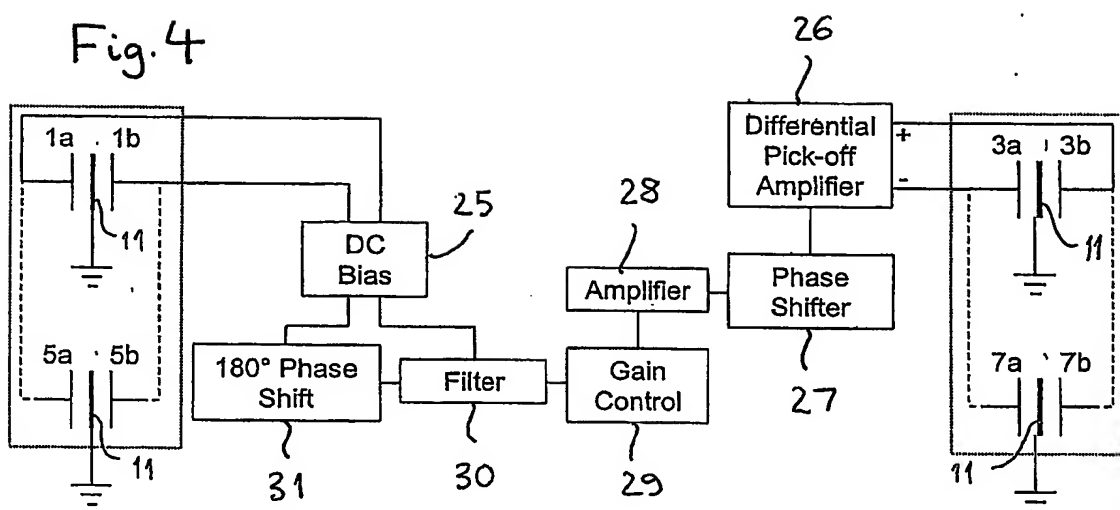 Fig. 4
26
1a 1b
11
5a 5b
11
25
DC
Bias
180° Phase
Shift
31
Filter
30
28
Amplifier
Gain
Control
29
Differential
Pick-off
Amplifier
+
-
Phase
Shifter
27
3a 3b
11
7a 7b
11